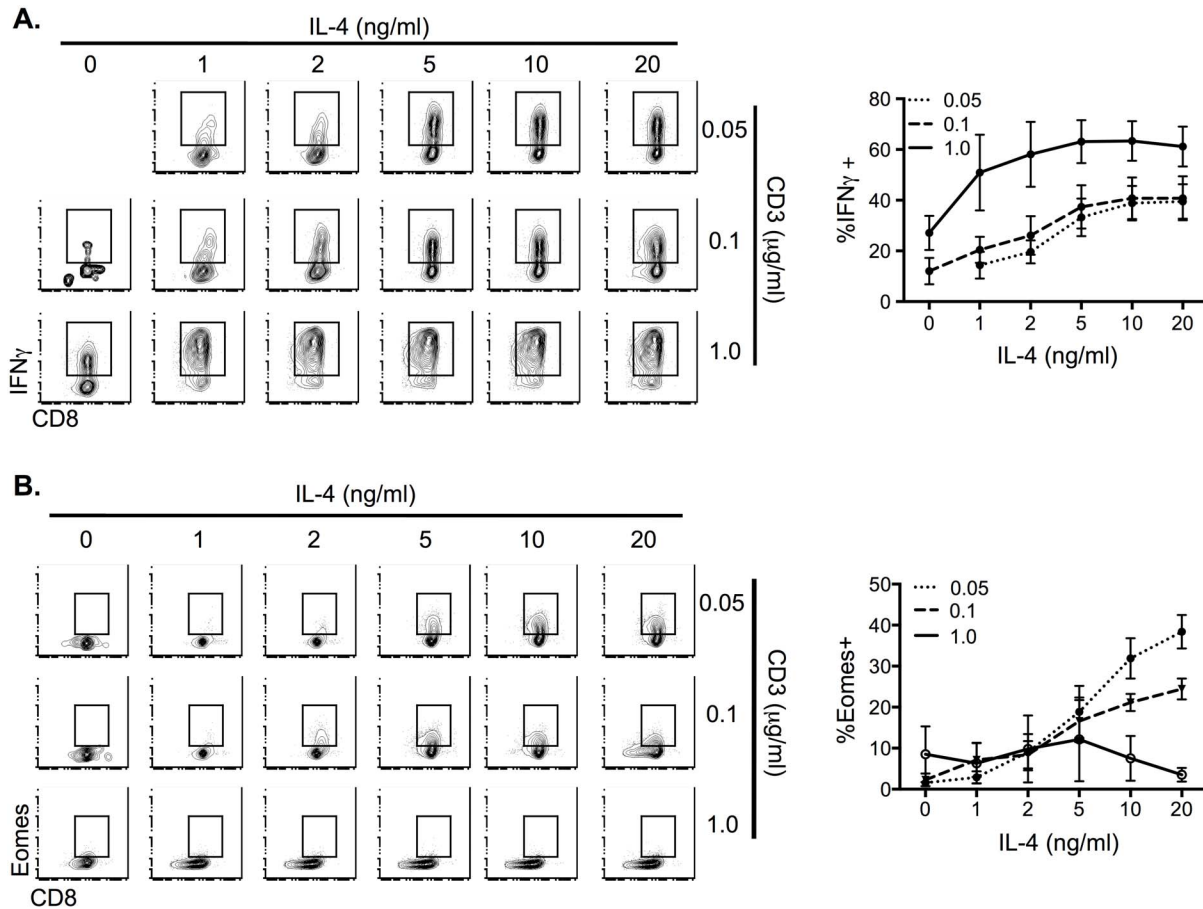 A.
IL-4 (ng/ml)
0 1 2 5 10 20
0.05
0.1
1.0
CD3 (μg/ml)
IFNγ
CD8
80
60
40
20
0
%IFNγ +
0.05
0.1
1.0
0 1 2 5 10 20
IL-4 (ng/ml)
B.
IL-4 (ng/ml)
0 1 2 5 10 20
0.05
0.1
1.0
CD3 (μg/ml)
Eomes
CD8
50
40
30
20
10
0
%Eomes+
0.05
0.1
1.0
0 1 2 5 10 20
IL-4 (ng/ml)